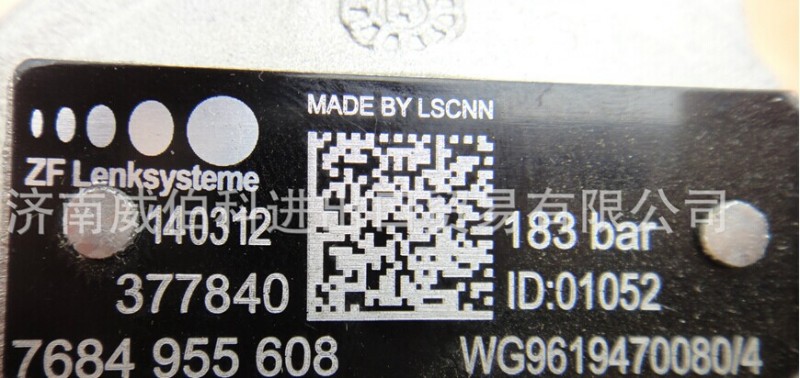 MADE BY LSCNN
ZF Lenksysteme
济南威伯科进出口贸易有限公司
140312
183 bar
377840
ID:01052
7684 955 608
WG9619470080/4